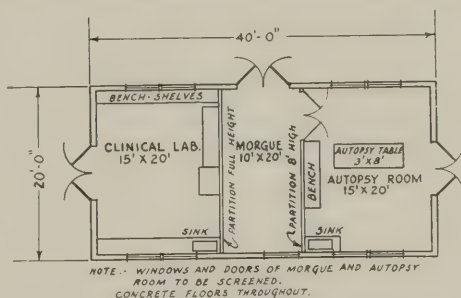 40'-0"
20'-0"
BENCH-SHELVES
CLINICAL LAB.
15' X 20'
SINK
PARTITION FULL HEIGHT
MORGUE
10' X 20'
PARTITION 8' HIGH
BENCH
AUTOPSY TABLE
3' X 8'
AUTOPSY ROOM
15' X 20'
SINK
NOTE:- WINDOWS AND DOORS OF MORGUE AND AUTOPSY
ROOM TO BE SCREENED.
CONCRETE FLOORS THROUGHOUT.